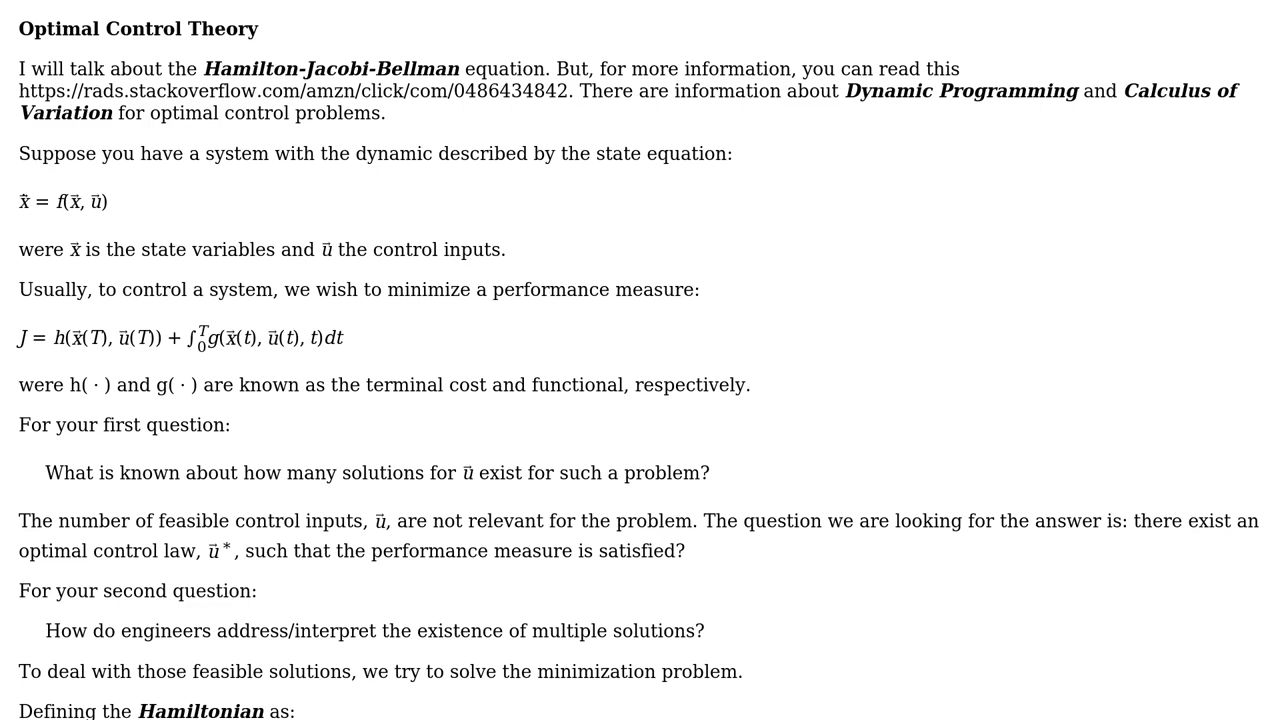 Optimal Control Theory
I will talk about the Hamilton-Jacobi-Bellman equation. But, for more information, you can read this
https://rads.stackoverflow.com/amzn/click/com/0486434842. There are information about Dynamic Programming and Calculus of
Variation for optimal control problems.
Suppose you have a system with the dynamic described by the state equation:
ẋ⃗ = f(x⃗, u⃗)
were x⃗ is the state variables and u⃗ the control inputs.
Usually, to control a system, we wish to minimize a performance measure:
J = h(x⃗(T), u⃗(T)) + ∫₀ᵀg(x⃗(t), u⃗(t), t)dt
were h( · ) and g( · ) are known as the terminal cost and functional, respectively.
For your first question:
What is known about how many solutions for u⃗ exist for such a problem?
The number of feasible control inputs, u⃗, are not relevant for the problem. The question we are looking for the answer is: there exist an
optimal control law, u⃗*, such that the performance measure is satisfied?
For your second question:
How do engineers address/interpret the existence of multiple solutions?
To deal with those feasible solutions, we try to solve the minimization problem.
Defining the Hamiltonian as: